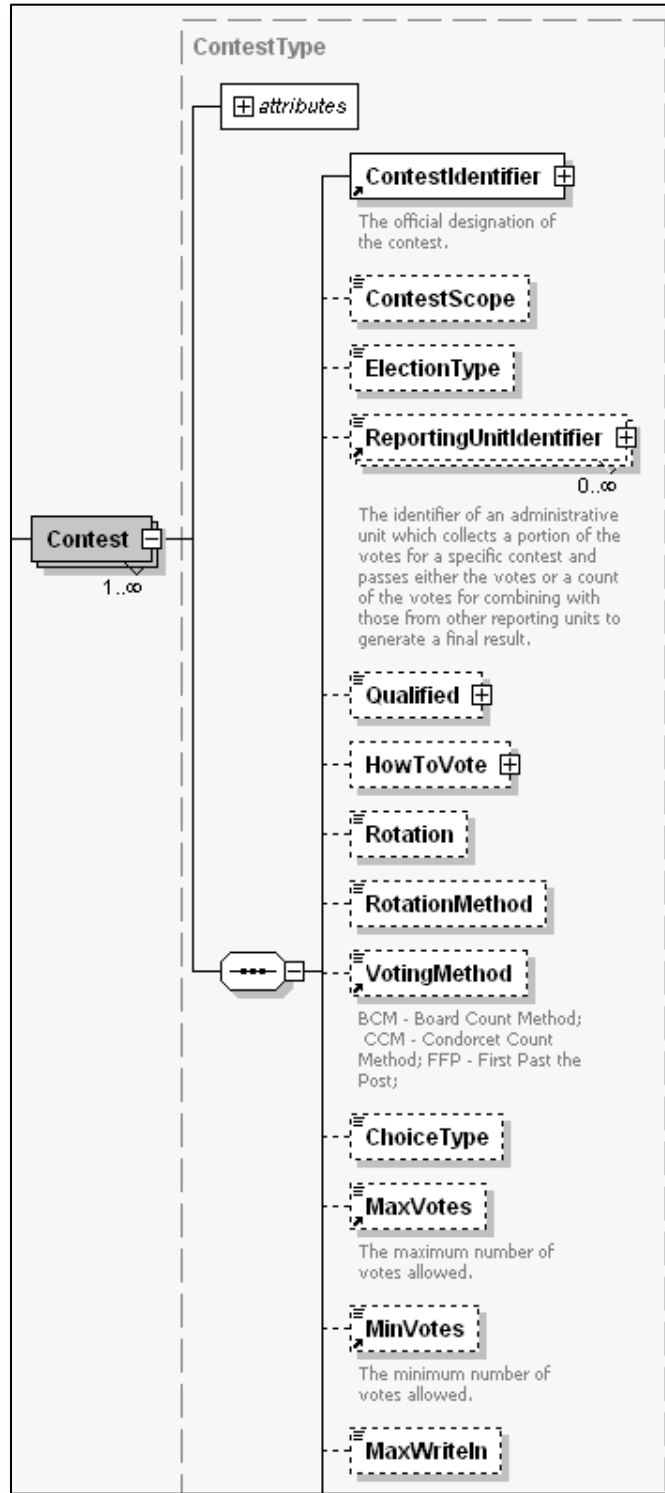 ContestType
attributes
ContestIdentifier
The official designation of
the contest.
ContestScope
ElectionType
ReportingUnitIdentifier
0..∞
The identifier of an administrative
unit which collects a portion of the
votes for a specific contest and
passes either the votes or a count
of the votes for combining with
those from other reporting units to
generate a final result.
Contest
1..∞
Qualified
HowToVote
Rotation
RotationMethod
VotingMethod
BCM - Board Count Method;
CCM - Condorcet Count
Method; FFP - First Past the
Post;
ChoiceType
MaxVotes
The maximum number of
votes allowed.
MinVotes
The minimum number of
votes allowed.
MaxWriteIn